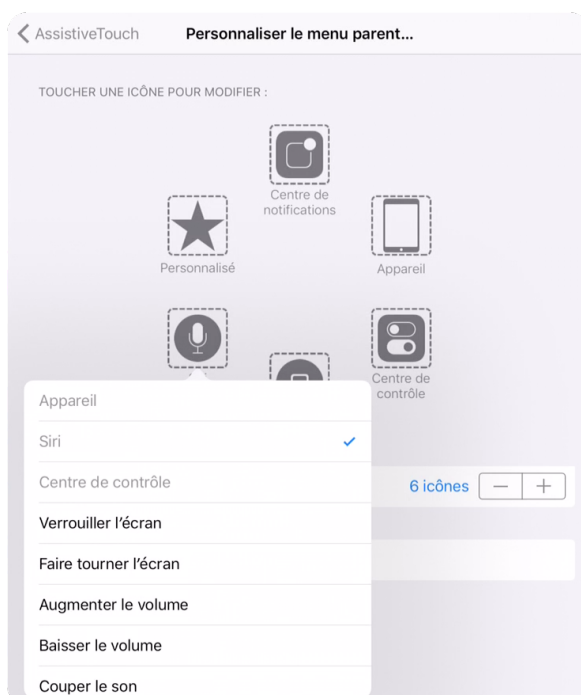 AssistiveTouch
Personnaliser le menu parent...
TOUCHER UNE ICÔNE POUR MODIFIER :
Centre de
notifications
Personnalisé
Appareil
Centre de
contrôle
Appareil
Siri
Centre de contrôle
6 icônes
Verrouiller l’écran
Faire tourner l’écran
Augmenter le volume
Baisser le volume
Couper le son